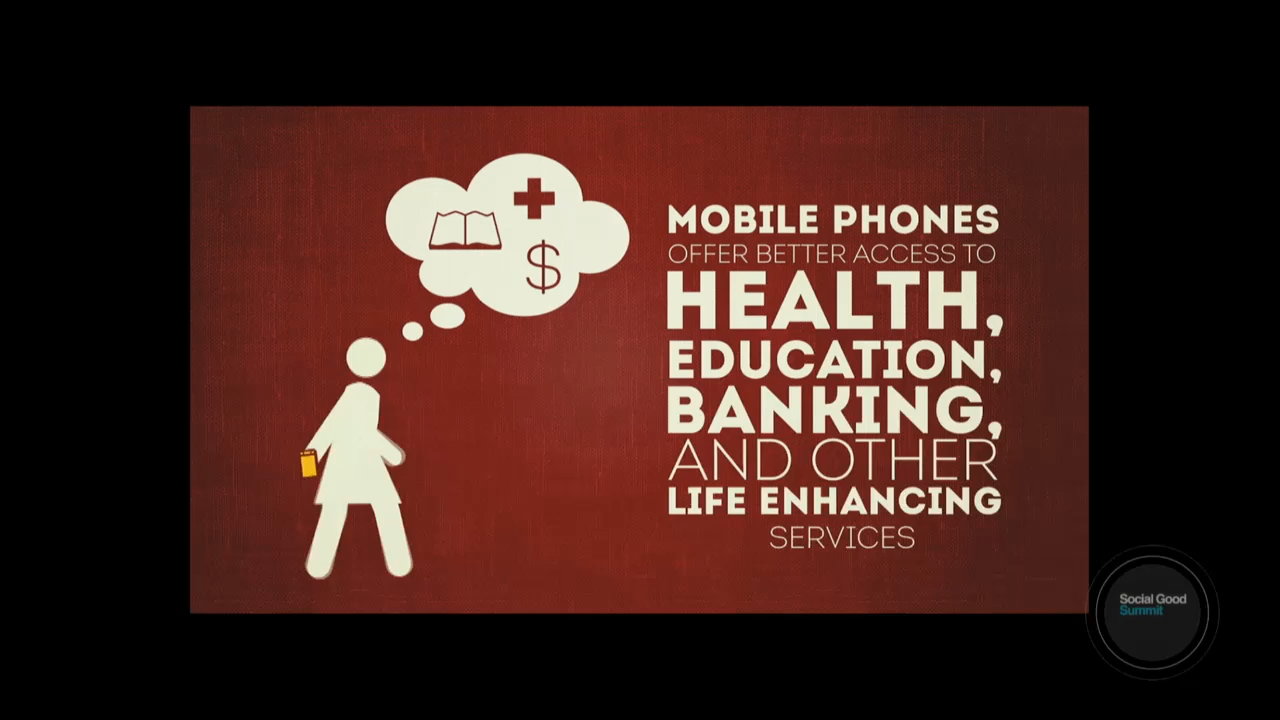 MOBILE PHONES
OFFER BETTER ACCESS TO
HEALTH,
EDUCATION,
BANKING,
AND OTHER
LIFE ENHANCING
SERVICES
$
Social Good
Summit